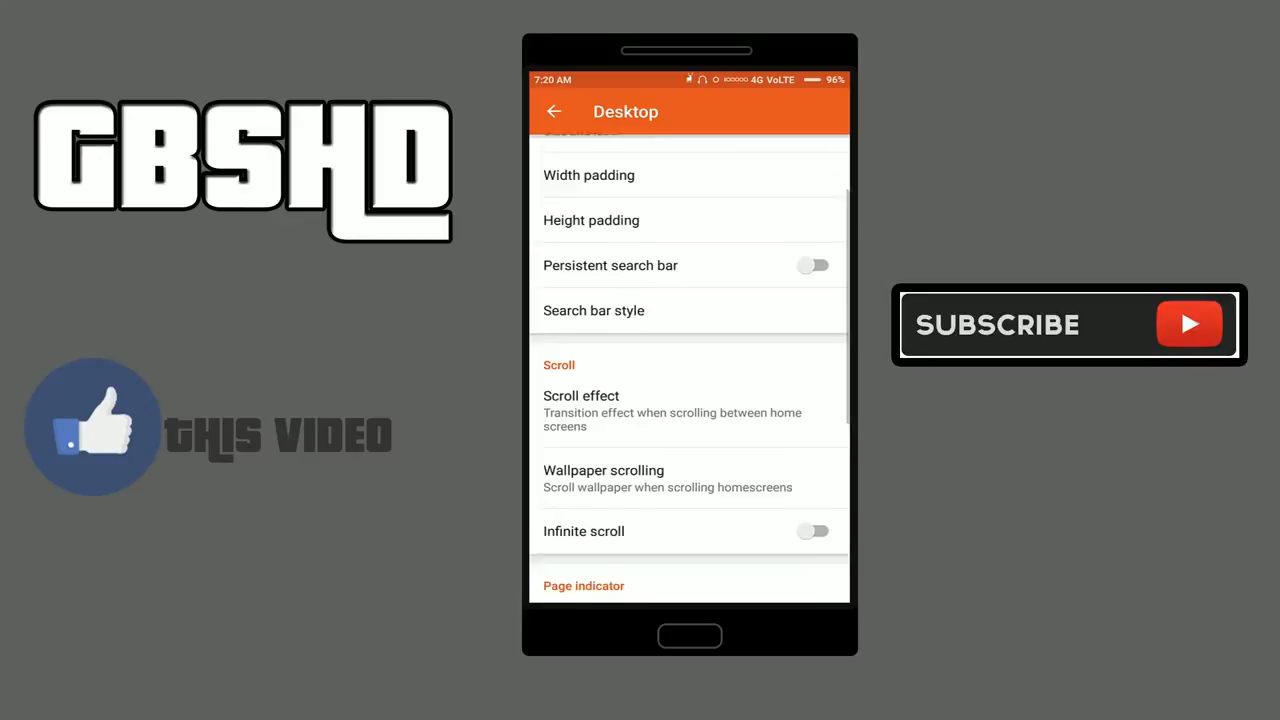 GBSHD
THIS VIDEO
7:20 AM
4G VoLTE
96%
Desktop
Width padding
Height padding
Persistent search bar
Search bar style
Scroll
Scroll effect
Transition effect when scrolling between home
screens
Wallpaper scrolling
Scroll wallpaper when scrolling homescreens
Infinite scroll
Page indicator
SUBSCRIBE